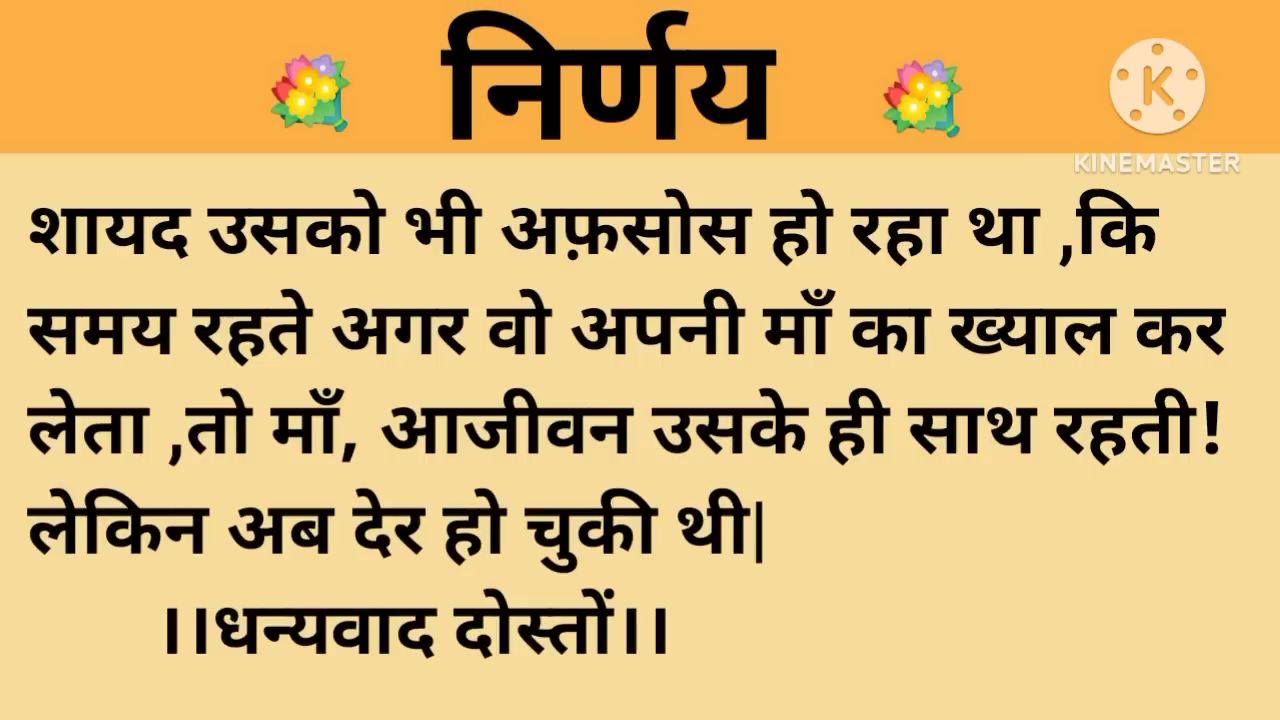 निर्णय
KINEMASTER
शायद उसको भी अफ़सोस हो रहा था ,कि
समय रहते अगर वो अपनी माँ का ख्याल कर
लेता ,तो माँ, आजीवन उसके ही साथ रहती!
लेकिन अब देर हो चुकी थी|
।।धन्यवाद दोस्तों।।